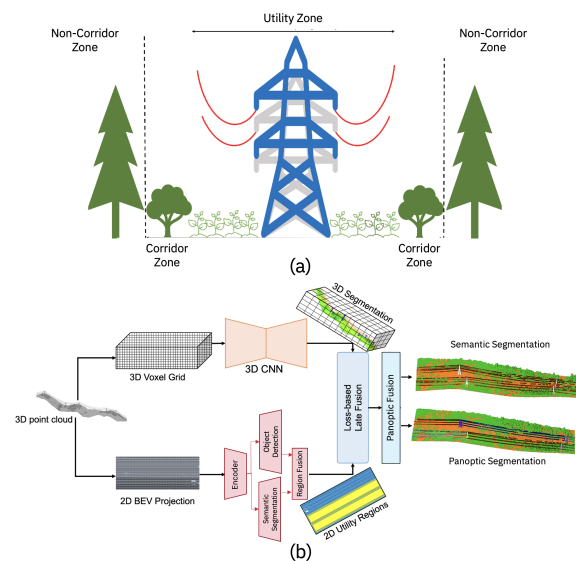 Utility Zone
Non-Corridor
Zone
Non-Corridor
Zone
Corridor
Zone
Corridor
Zone
(a)
3D Segmentation
3D Voxel Grid
3D CNN
3D point cloud
2D BEV Projection
Encoder
Object
Detection
Semantic
Segmentation
Region Fusion
Loss-based
Late Fusion
2D Utility Regions
Panoptic Fusion
Semantic Segmentation
Panoptic Segmentation
(b)